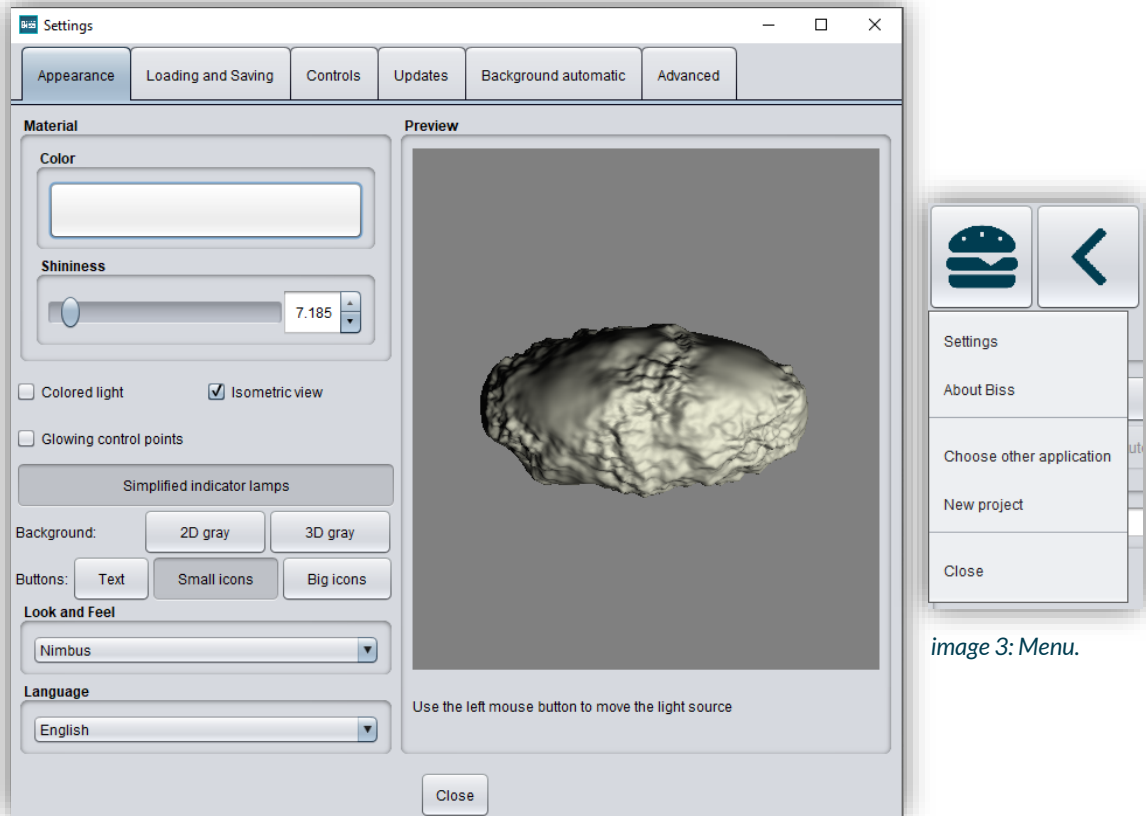 Biss Settings
Appearance Loading and Saving Controls Updates Background automatic Advanced
Material
Color
Shininess
7.185
Colored light Isometric view
Glowing control points
Simplified indicator lamps
Background: 2D gray 3D gray
Buttons: Text Small icons Big icons
Look and Feel
Nimbus
Language
English
Preview
Use the left mouse button to move the light source
Close
Settings
About Biss
Choose other application
New project
Close
image 3: Menu.